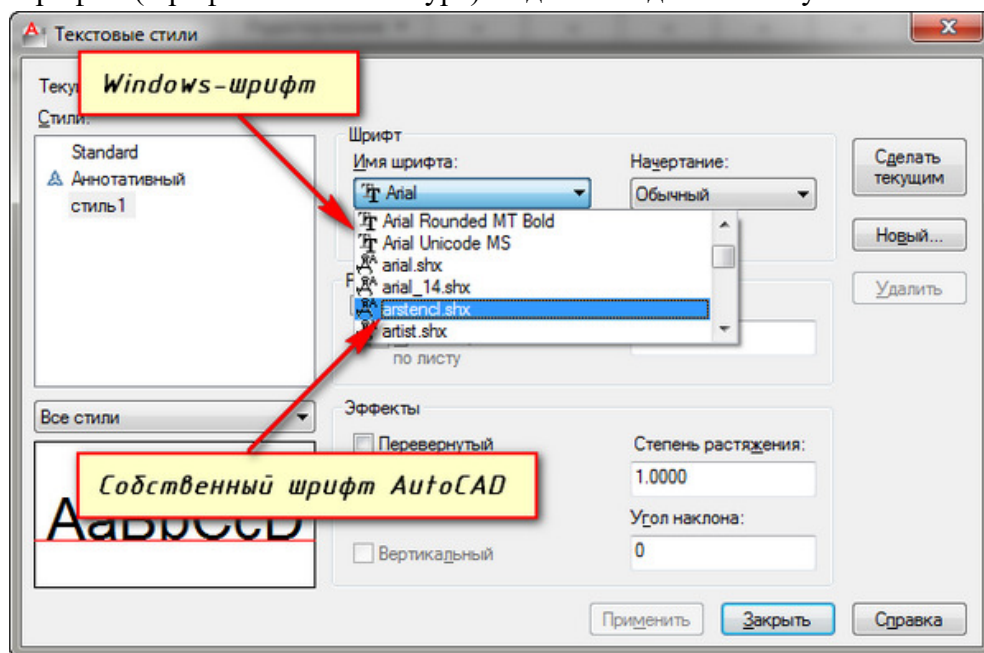 Текстовые стили
Windows-шрифт
Стили:
Standard
Аннотативный
стиль1
Шрифт
Имя шрифта:
Начертание:
Arial
Обычный
Сделать
текущим
Arial Rounded MT Bold
Arial Unicode MS
arial.shx
arial_14.shx
arstencl.shx
artist.shx
Новый...
Удалить
по листу
Все стили
Эффекты
Перевернутый
Степень растяжения:
1.0000
Собственный шрифт AutoCAD
AaBbCcD
Угол наклона:
Вертикальный
0
Применить
Закрыть
Справка